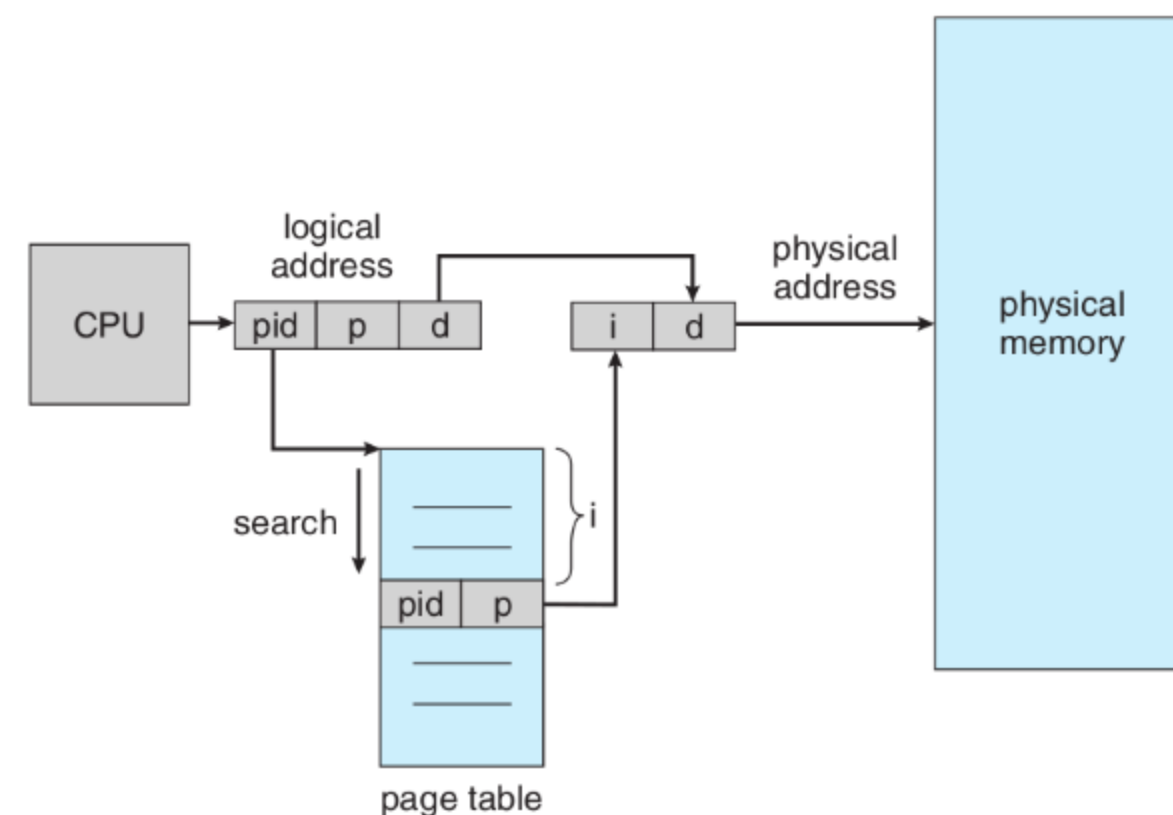 logical
address
physical
address
CPU
pid p d
i d
physical
memory
search
i
pid p
page table